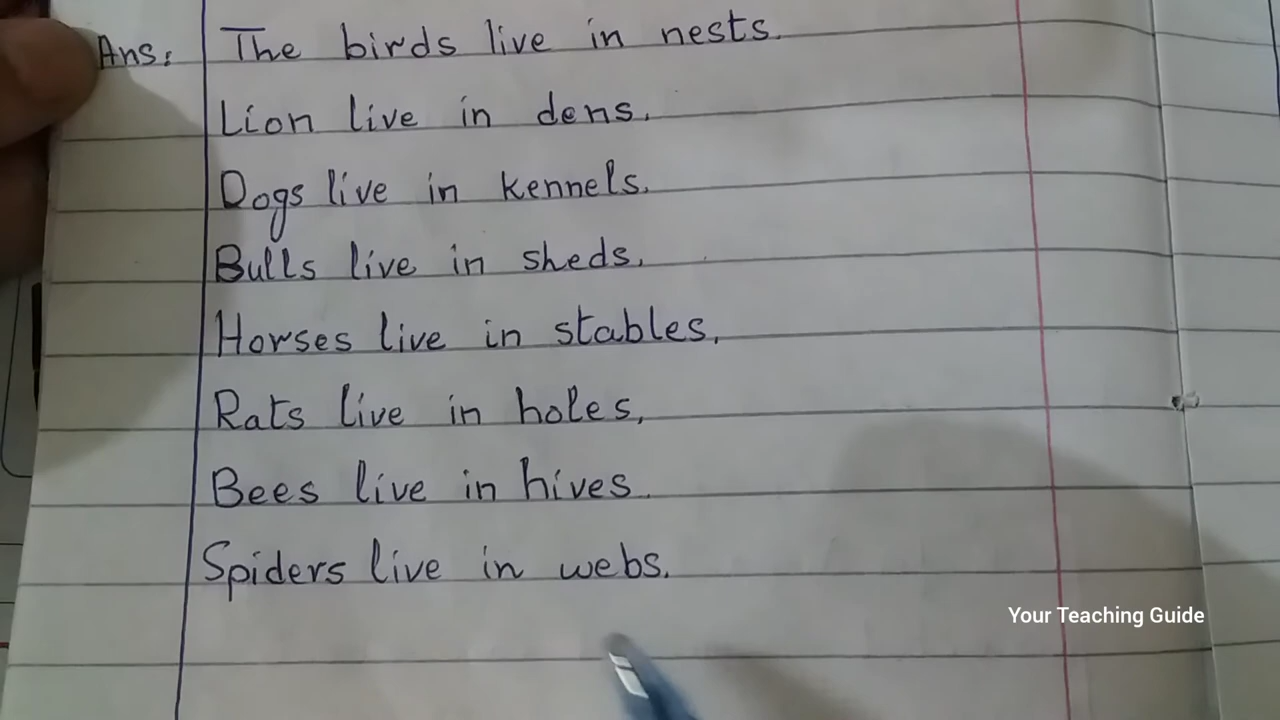 Ans: The birds live in nests.
Lion live in dens.
Dogs live in kennels.
Bulls live in sheds.
Horses live in stables.
Rats live in holes.
Bees live in hives.
Spiders live in webs.
Your Teaching Guide